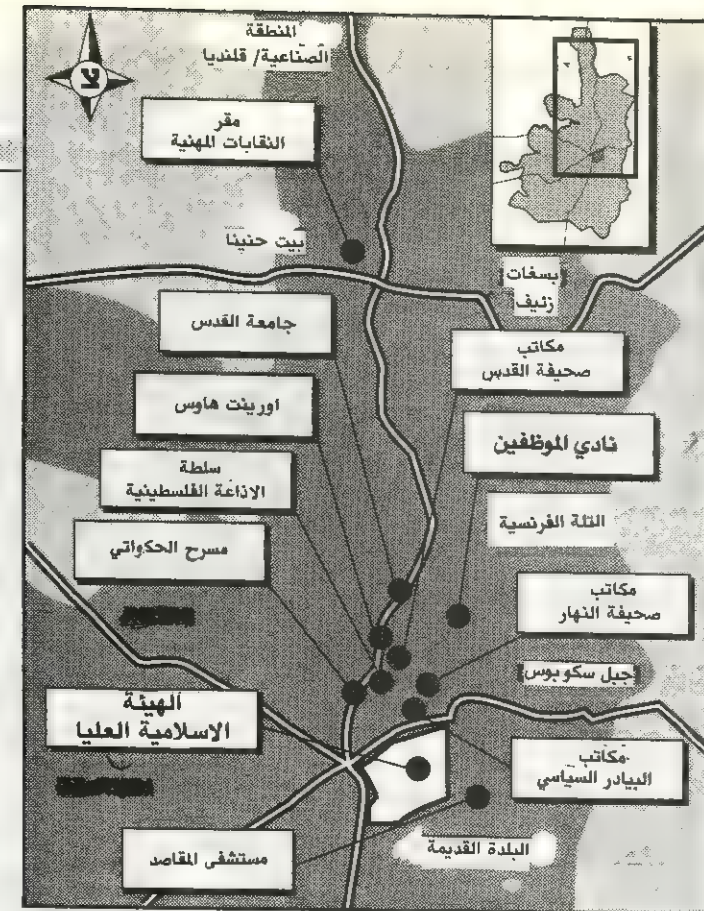 المنطقة
الصناعية/ قلنديا
مقر
النقابات المهنية
بيت حنينا
بسغات
زئيف
جامعة القدس
مكاتب
صحيفة القدس
اورينت هاوس
نادي الموظفين
سلطة
الاذاعة الفلسطينية
التلة الفرنسية
مسرح الحكواتي
مكاتب
صحيفة النهار
جبل سكوبوس
الهيئة
الاسلامية العليا
مكاتب
البيادر السياسي
مستشفى المقاصد
البلدة القديمة